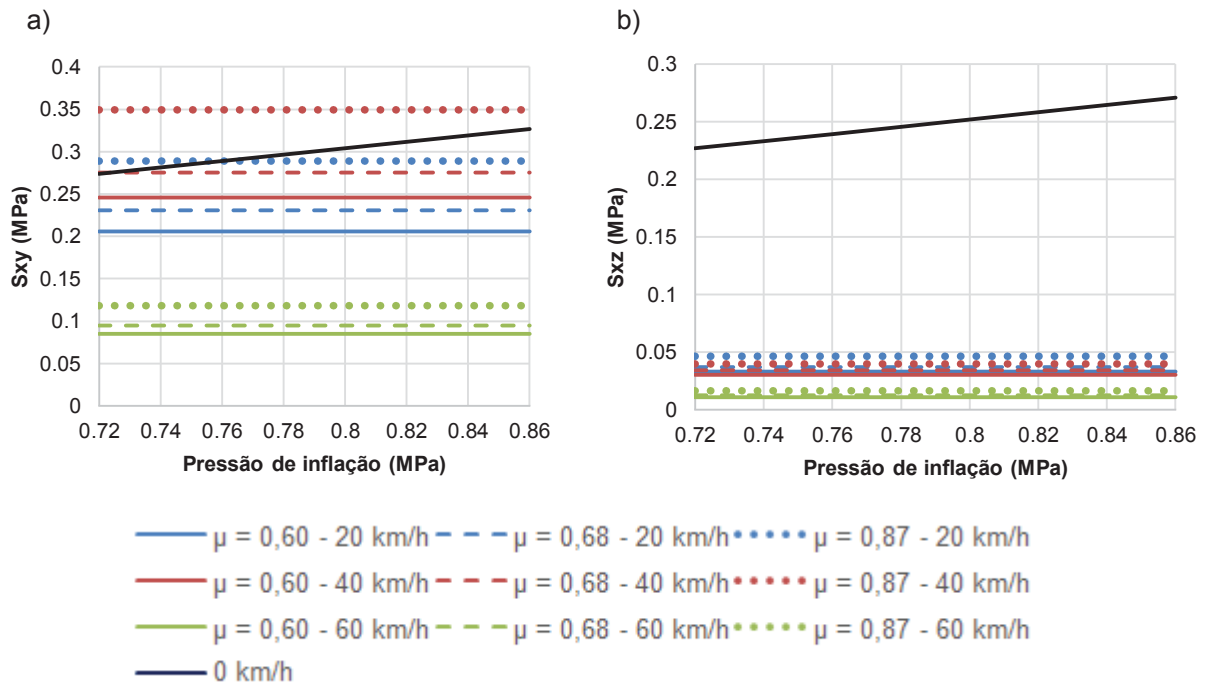 a)
Sxy (MPa)
0.4
0.35
0.3
0.25
0.2
0.15
0.1
0.05
0
0.72 0.74 0.76 0.78 0.8 0.82 0.84 0.86
Pressão de inflação (MPa)
b)
Sxz (MPa)
0.3
0.25
0.2
0.15
0.1
0.05
0
0.72 0.74 0.76 0.78 0.8 0.82 0.84 0.86
Pressão de inflação (MPa)
μ = 0,60 - 20 km/h μ = 0,68 - 20 km/h μ = 0,87 - 20 km/h
μ = 0,60 - 40 km/h μ = 0,68 - 40 km/h μ = 0,87 - 40 km/h
μ = 0,60 - 60 km/h μ = 0,68 - 60 km/h μ = 0,87 - 60 km/h
0 km/h